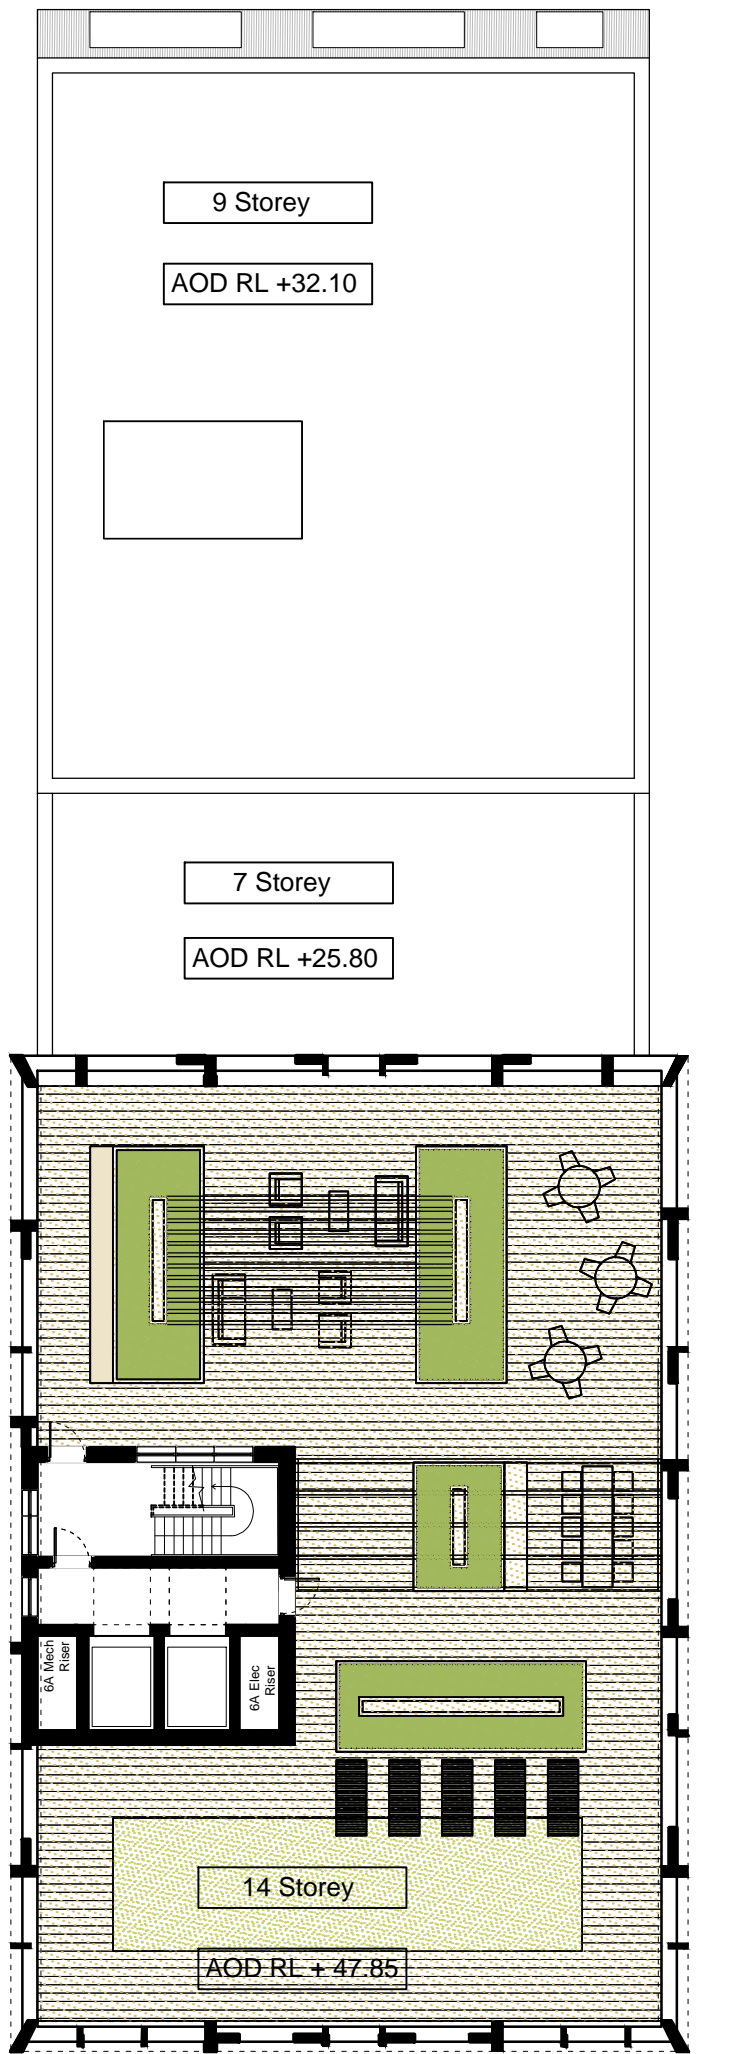 9 Storey
AOD RL +32.10
7 Storey
AOD RL +25.80
6A Mech
Riser
6A Elec
Riser
14 Storey
AOD RL + 47.85